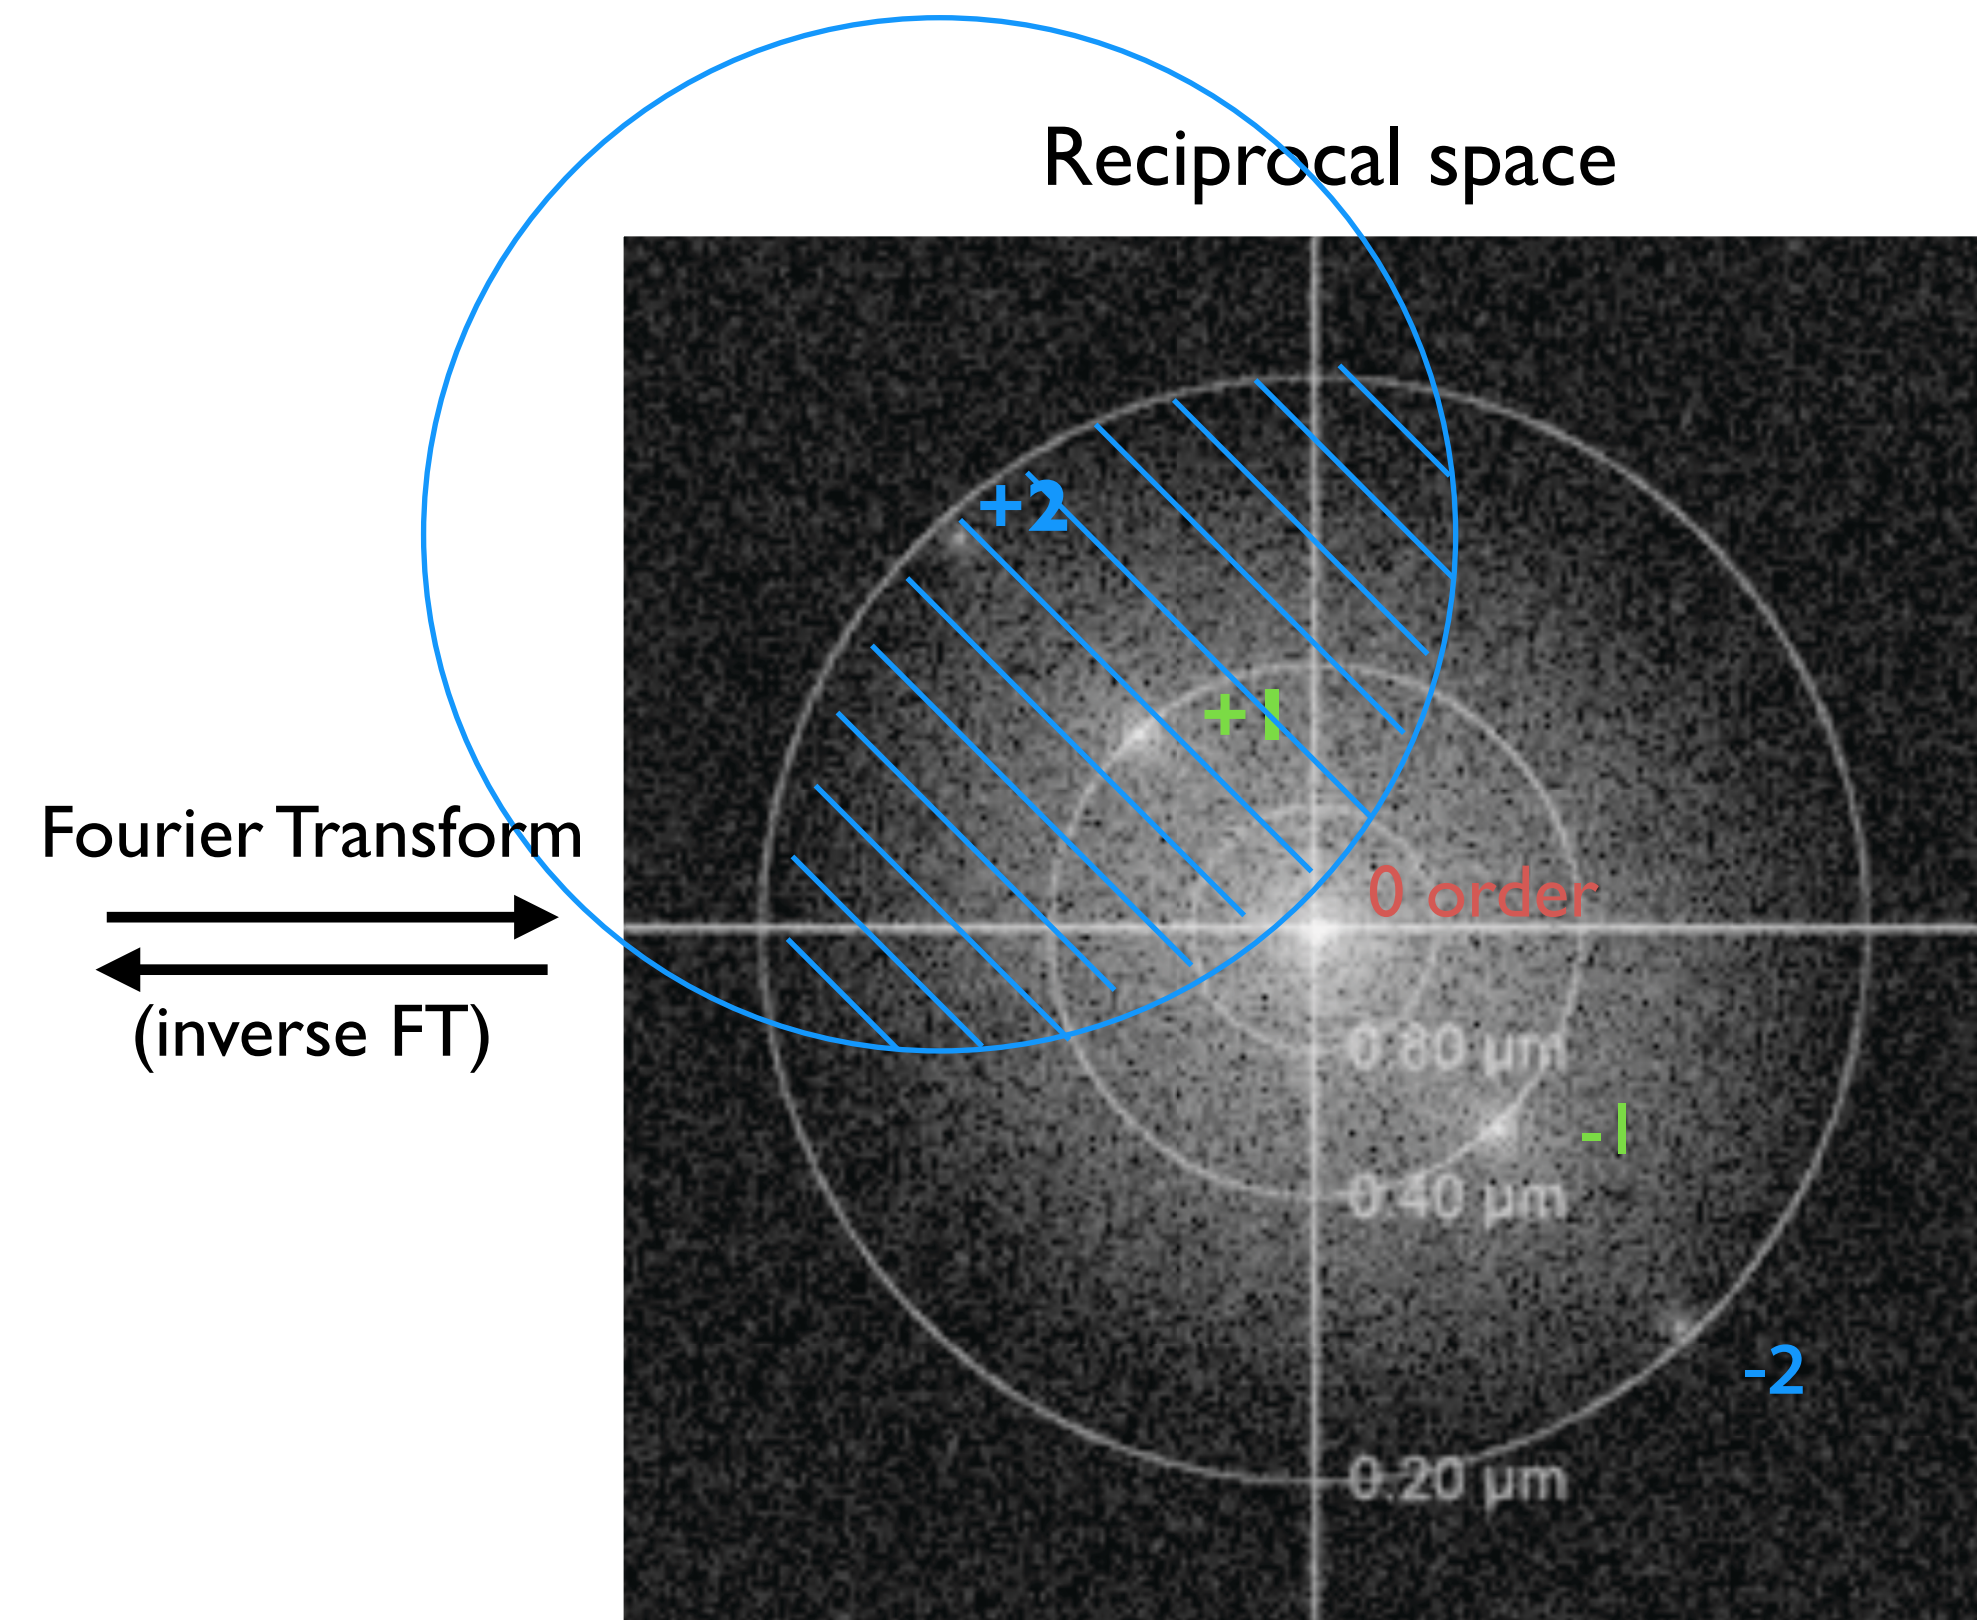 Reciprocal space
+2
+1
Fourier Transform
0 order
(inverse FT)
0.80 µm
-1
0.40 µm
-2
0.20 µm